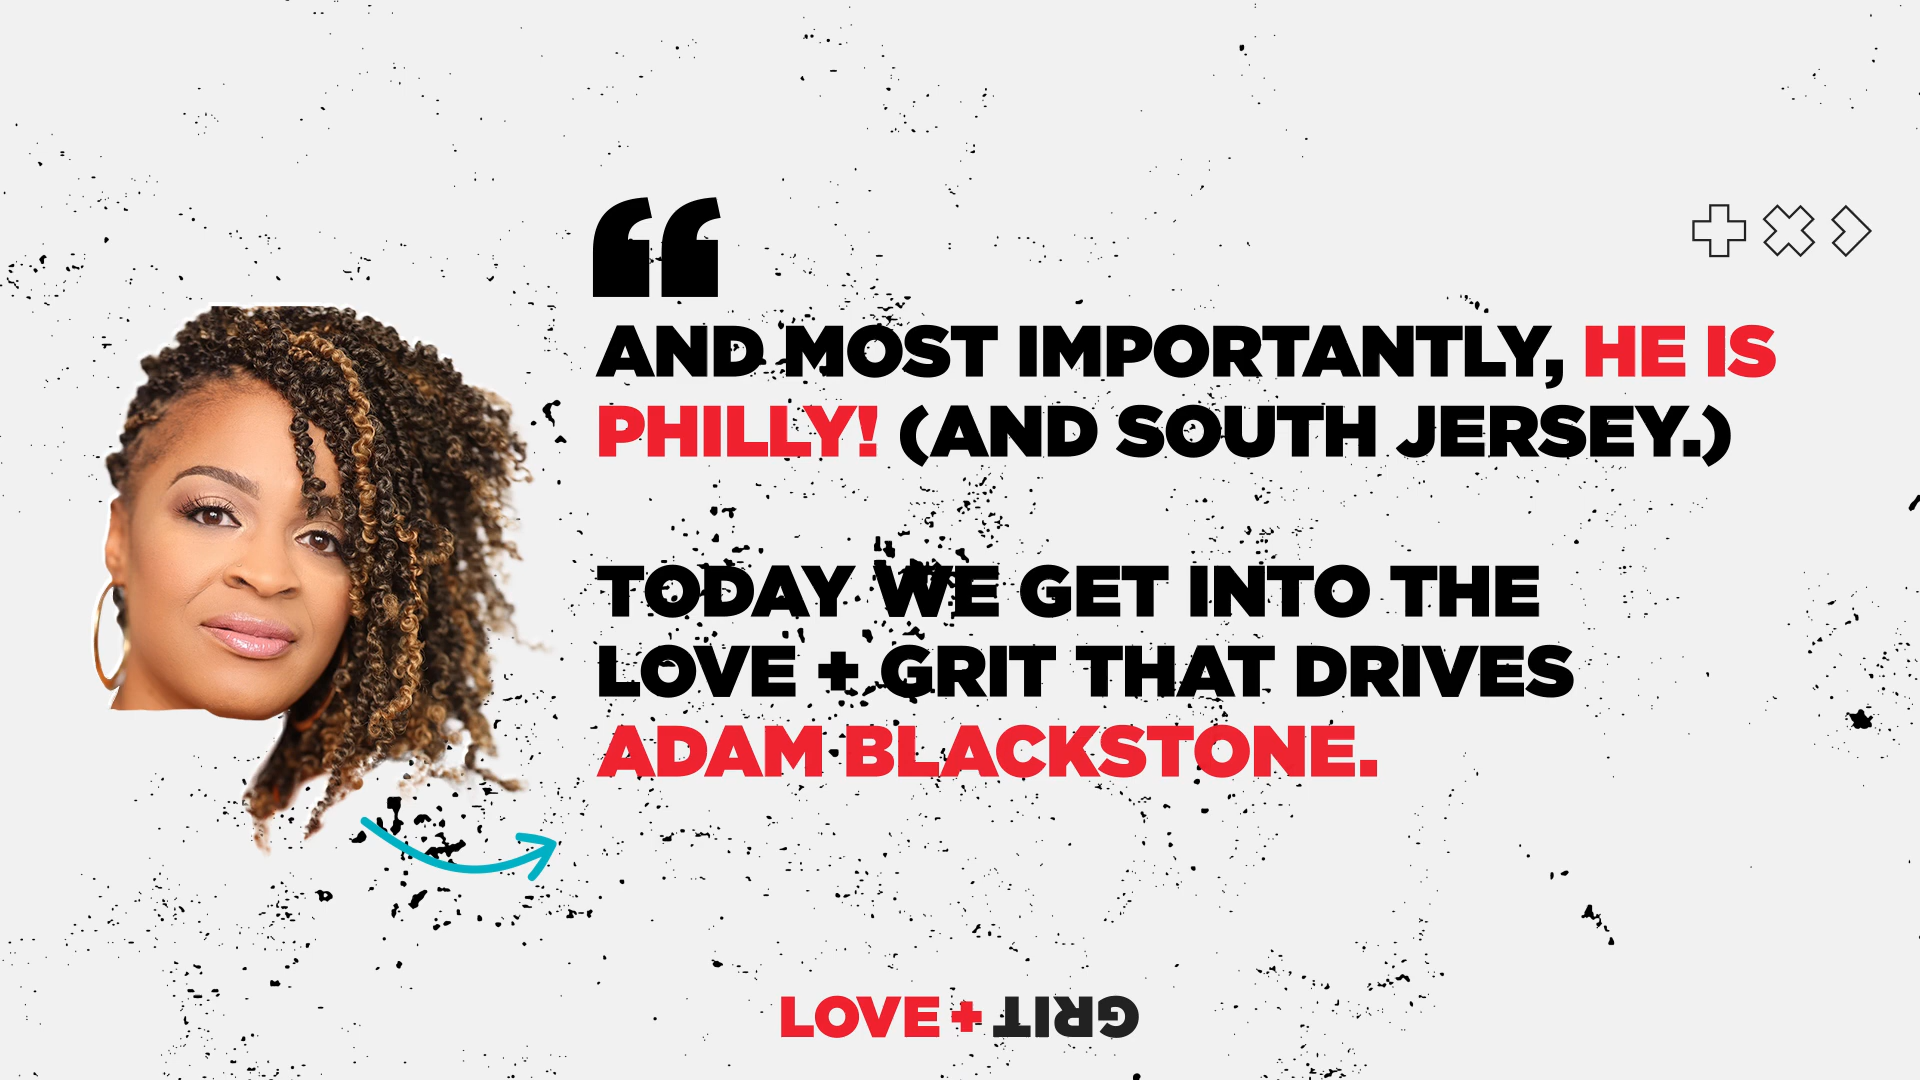 “
AND MOST IMPORTANTLY, HE IS
PHILLY! (AND SOUTH JERSEY.)
TODAY WE GET INTO THE
LOVE + GRIT THAT DRIVES
ADAM BLACKSTONE.
LOVE + GRIT